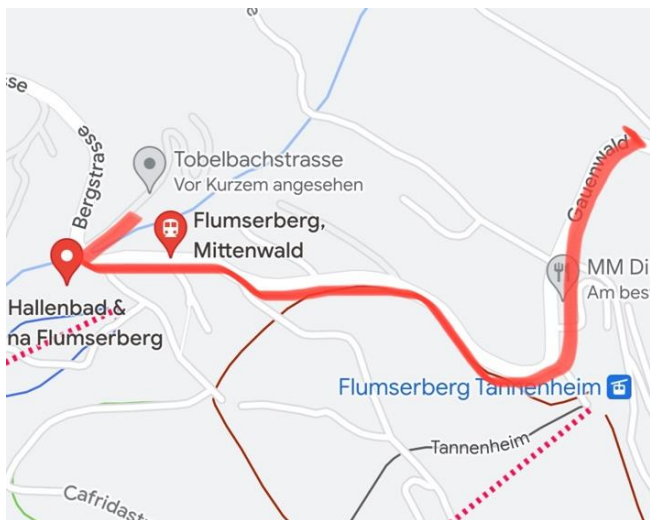 sse
Bergstrasse
Tobelbachstrasse
Vor Kurzem angesehen
Flumserberg,
Mittenwald
Gauenwald
MM Di
Am bes
Hallenbad &
na Flumserberg
Flumserberg Tannenheim
Tannenheim
Cafridast